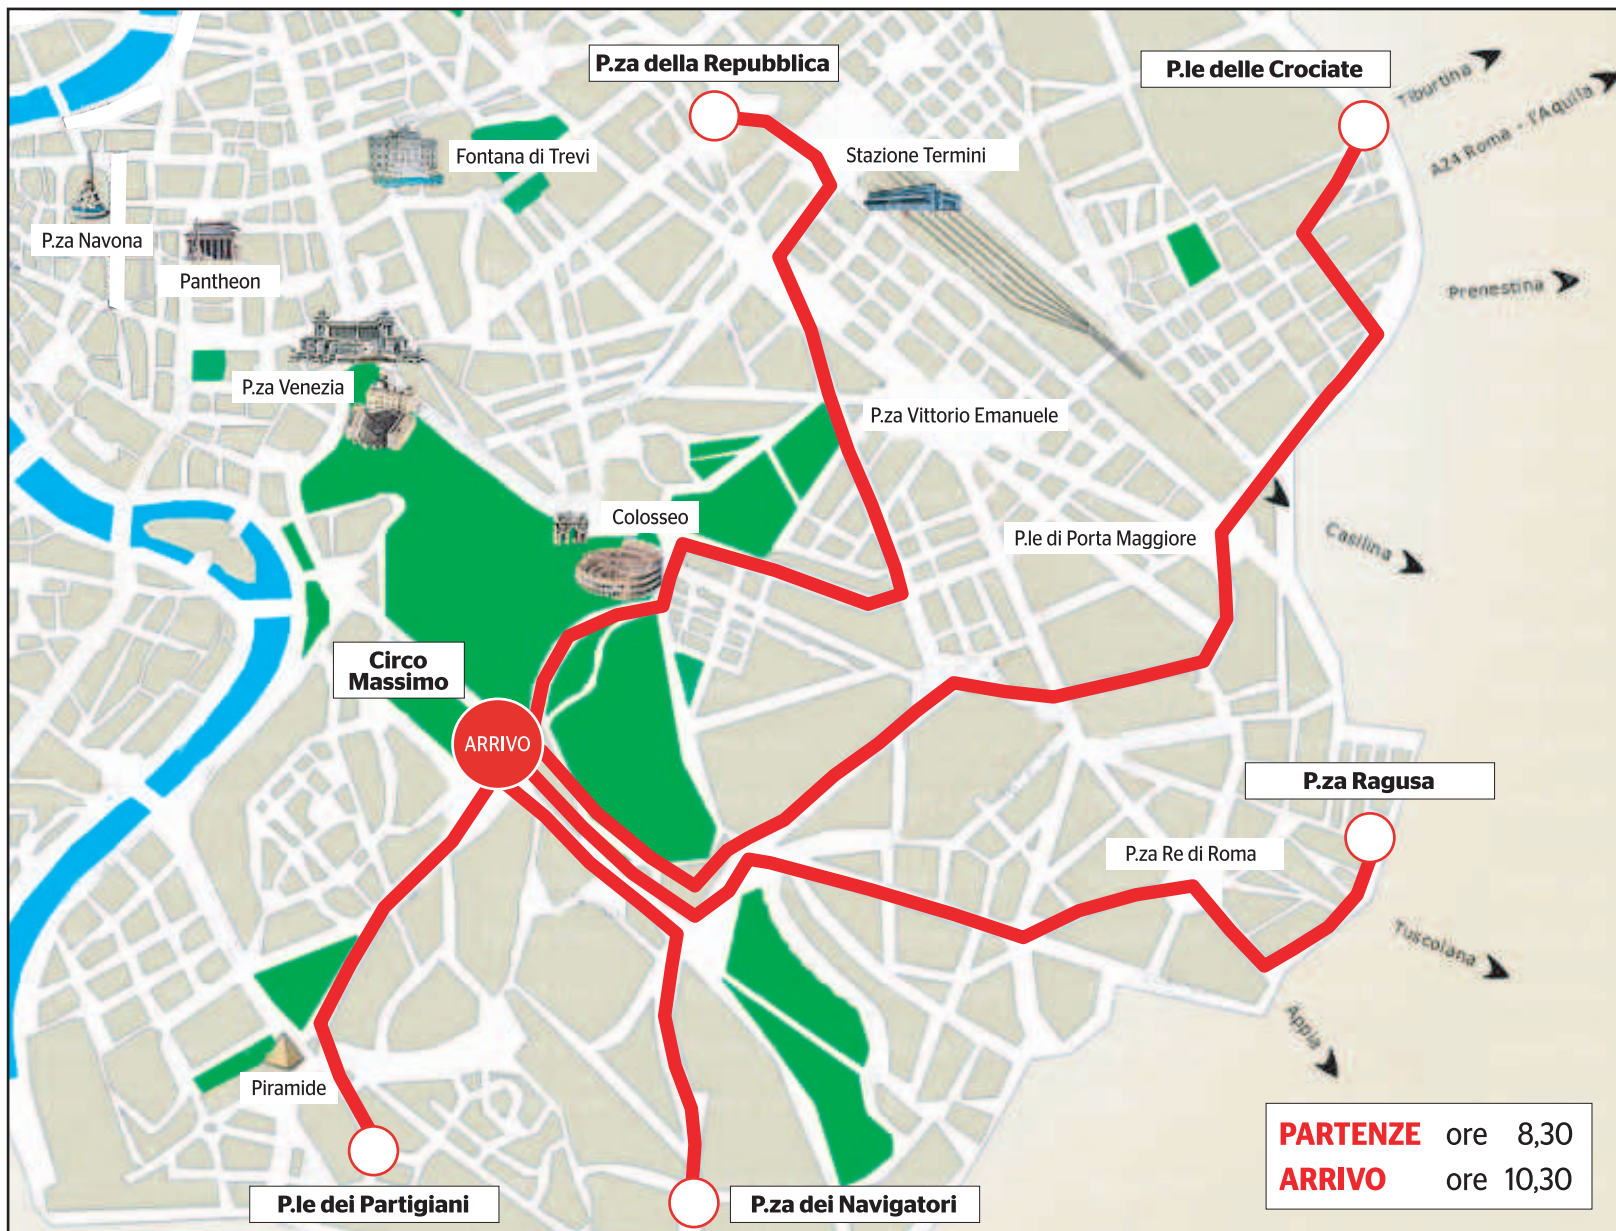 P.za della Repubblica
P.le delle Crociate
Tiburtina
A24 Roma - l'Aquila
Fontana di Trevi
Stazione Termini
P.za Navona
Pantheon
Prenestina
P.za Venezia
P.za Vittorio Emanuele
Colosseo
P.le di Porta Maggiore
Casilina
Circo
Massimo
ARRIVO
P.za Ragusa
P.za Re di Roma
Tuscolana
Appia
Piramide
P.le dei Partigiani
P.za dei Navigatori
PARTENZE ore 8,30
ARRIVO ore 10,30